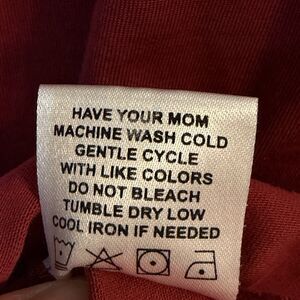 HAVE YOUR MOM
MACHINE WASH COLD
GENTLE CYCLE
WITH LIKE COLORS
DO NOT BLEACH
TUMBLE DRY LOW
COOL IRON IF NEEDED